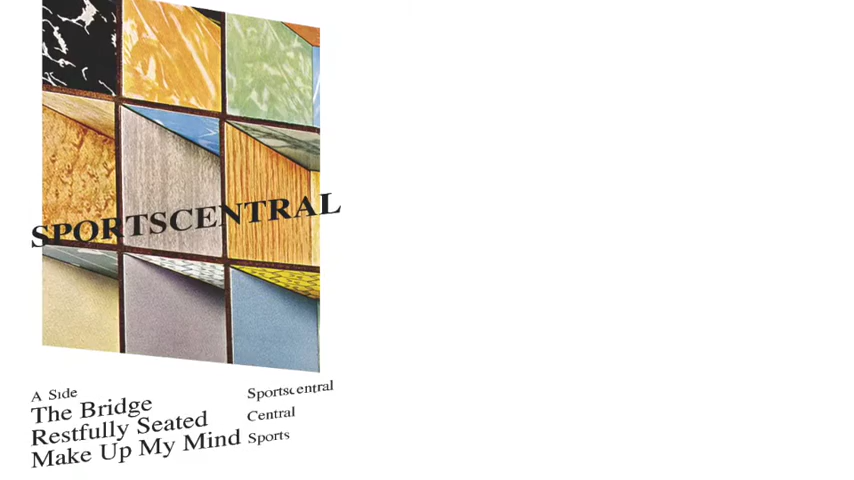 SPORTSCENTRAL
A Side
The Bridge
Restfully Seated
Make Up My Mind
Sportscentral
Central
Sports